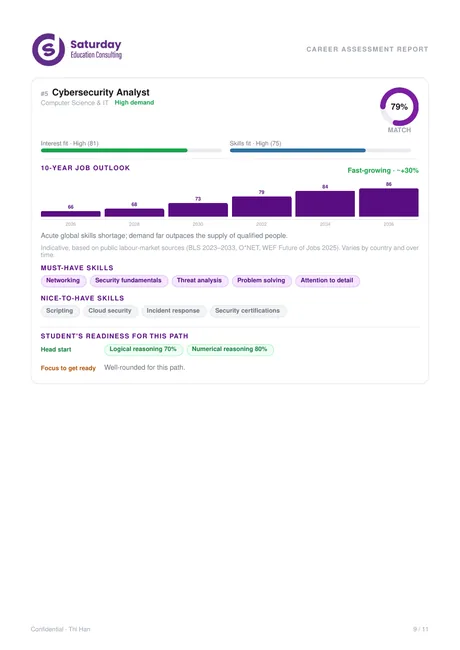 Saturday
Education Consulting
CAREER ASSESSMENT REPORT
#5 Cybersecurity Analyst
Computer Science & IT High demand
79%
MATCH
Interest fit · High (81)
Skills fit · High (75)
10-YEAR JOB OUTLOOK
Fast-growing · ~+30%
66 68 73 79 84 86
2026 2028 2030 2032 2034 2036
Acute global skills shortage; demand far outpaces the supply of qualified people.
Indicative, based on public labour-market sources (BLS 2023–2033, O*NET, WEF Future of Jobs 2025). Varies by country and over
time.
MUST-HAVE SKILLS
Networking Security fundamentals Threat analysis Problem solving Attention to detail
NICE-TO-HAVE SKILLS
Scripting Cloud security Incident response Security certifications
STUDENT'S READINESS FOR THIS PATH
Head start Logical reasoning 70% Numerical reasoning 80%
Focus to get ready Well-rounded for this path.
Confidential · Thi Han
9 / 11